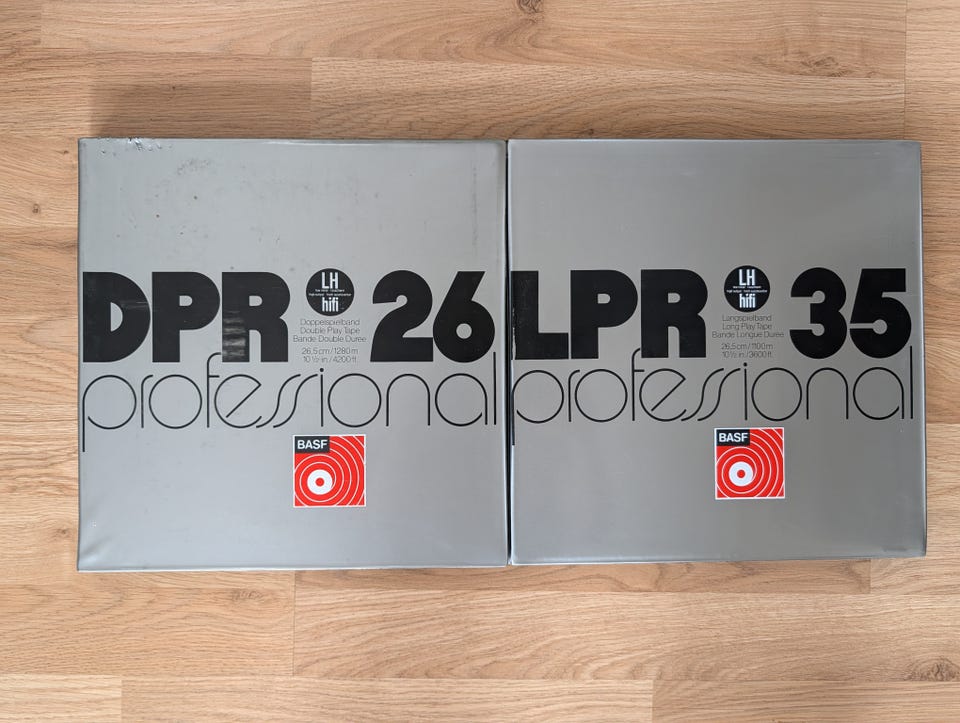 DPR 26
LH
hifi
Doppelspielband
Double Play Tape
Bande Double Durée
26,5 cm / 1280 m
10 ½ in / 4200 ft
professional
BASF
LPR 35
LH
hifi
Langspielband
Long Play Tape
Bande Longue Durée
26,5 cm / 1100 m
10 ½ in / 3600 ft
professional
BASF